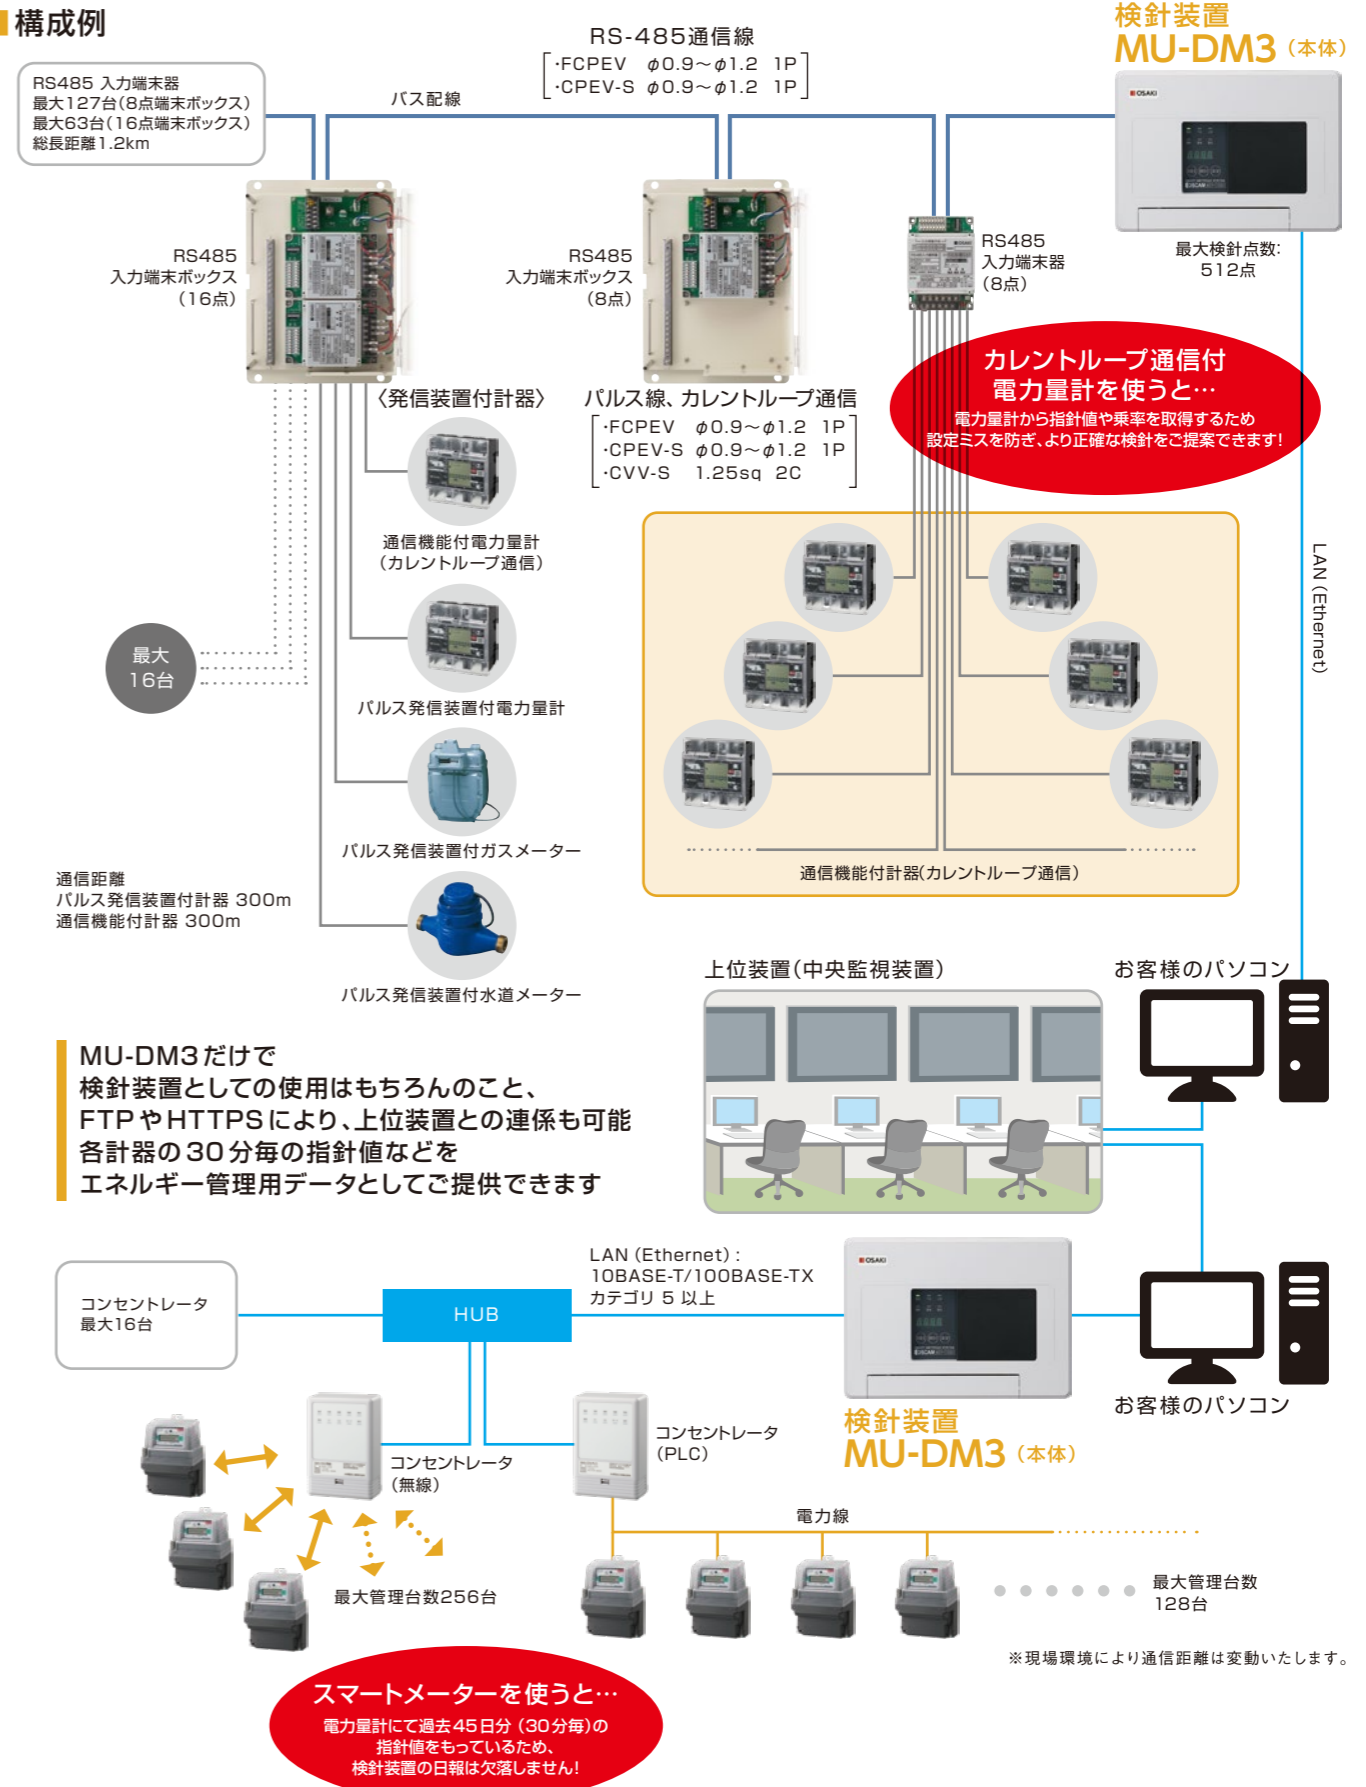 構成例
RS-485通信線
・FCPEV φ0.9～φ1.2 1P
・CPEV-S φ0.9～φ1.2 1P
検針装置
MU-DM3（本体）
RS485 入力端末器
最大127台(8点端末ボックス)
最大63台(16点端末ボックス)
総長距離1.2km
バス配線
OSAKI
RS485
入力端末ボックス
（16点）
RS485
入力端末ボックス
（8点）
RS485
入力端末器
（8点）
最大検針点数:
512点
カレントループ通信付
電力量計を使うと…
電力量計から指針値や乗率を取得するため
設定ミスを防ぎ、より正確な検針をご提案できます!
〈発信装置付計器〉
パルス線、カレントループ通信
・FCPEV φ0.9～φ1.2 1P
・CPEV-S φ0.9～φ1.2 1P
・CVV-S 1.25sq 2C
通信機能付電力量計
（カレントループ通信）
LAN（Ethernet）
最大
16台
パルス発信装置付電力量計
パルス発信装置付ガスメーター
通信機能付計器(カレントループ通信)
通信距離
パルス発信装置付計器 300m
通信機能付計器 300m
パルス発信装置付水道メーター
上位装置（中央監視装置）
お客様のパソコン
MU-DM3だけで
検針装置としての使用はもちろんのこと、
FTPやHTTPSにより、上位装置との連係も可能
各計器の30分毎の指針値などを
エネルギー管理用データとしてご提供できます
LAN（Ethernet）:
10BASE-T/100BASE-TX
カテゴリ 5 以上
コンセントレータ
最大16台
HUB
OSAKI
お客様のパソコン
検針装置
MU-DM3（本体）
コンセントレータ
（無線）
コンセントレータ
（PLC）
電力線
最大管理台数256台
最大管理台数
128台
※現場環境により通信距離は変動いたします。
スマートメーターを使うと…
電力量計にて過去45日分（30分毎）の
指針値をもっているため、
検針装置の日報は欠落しません!